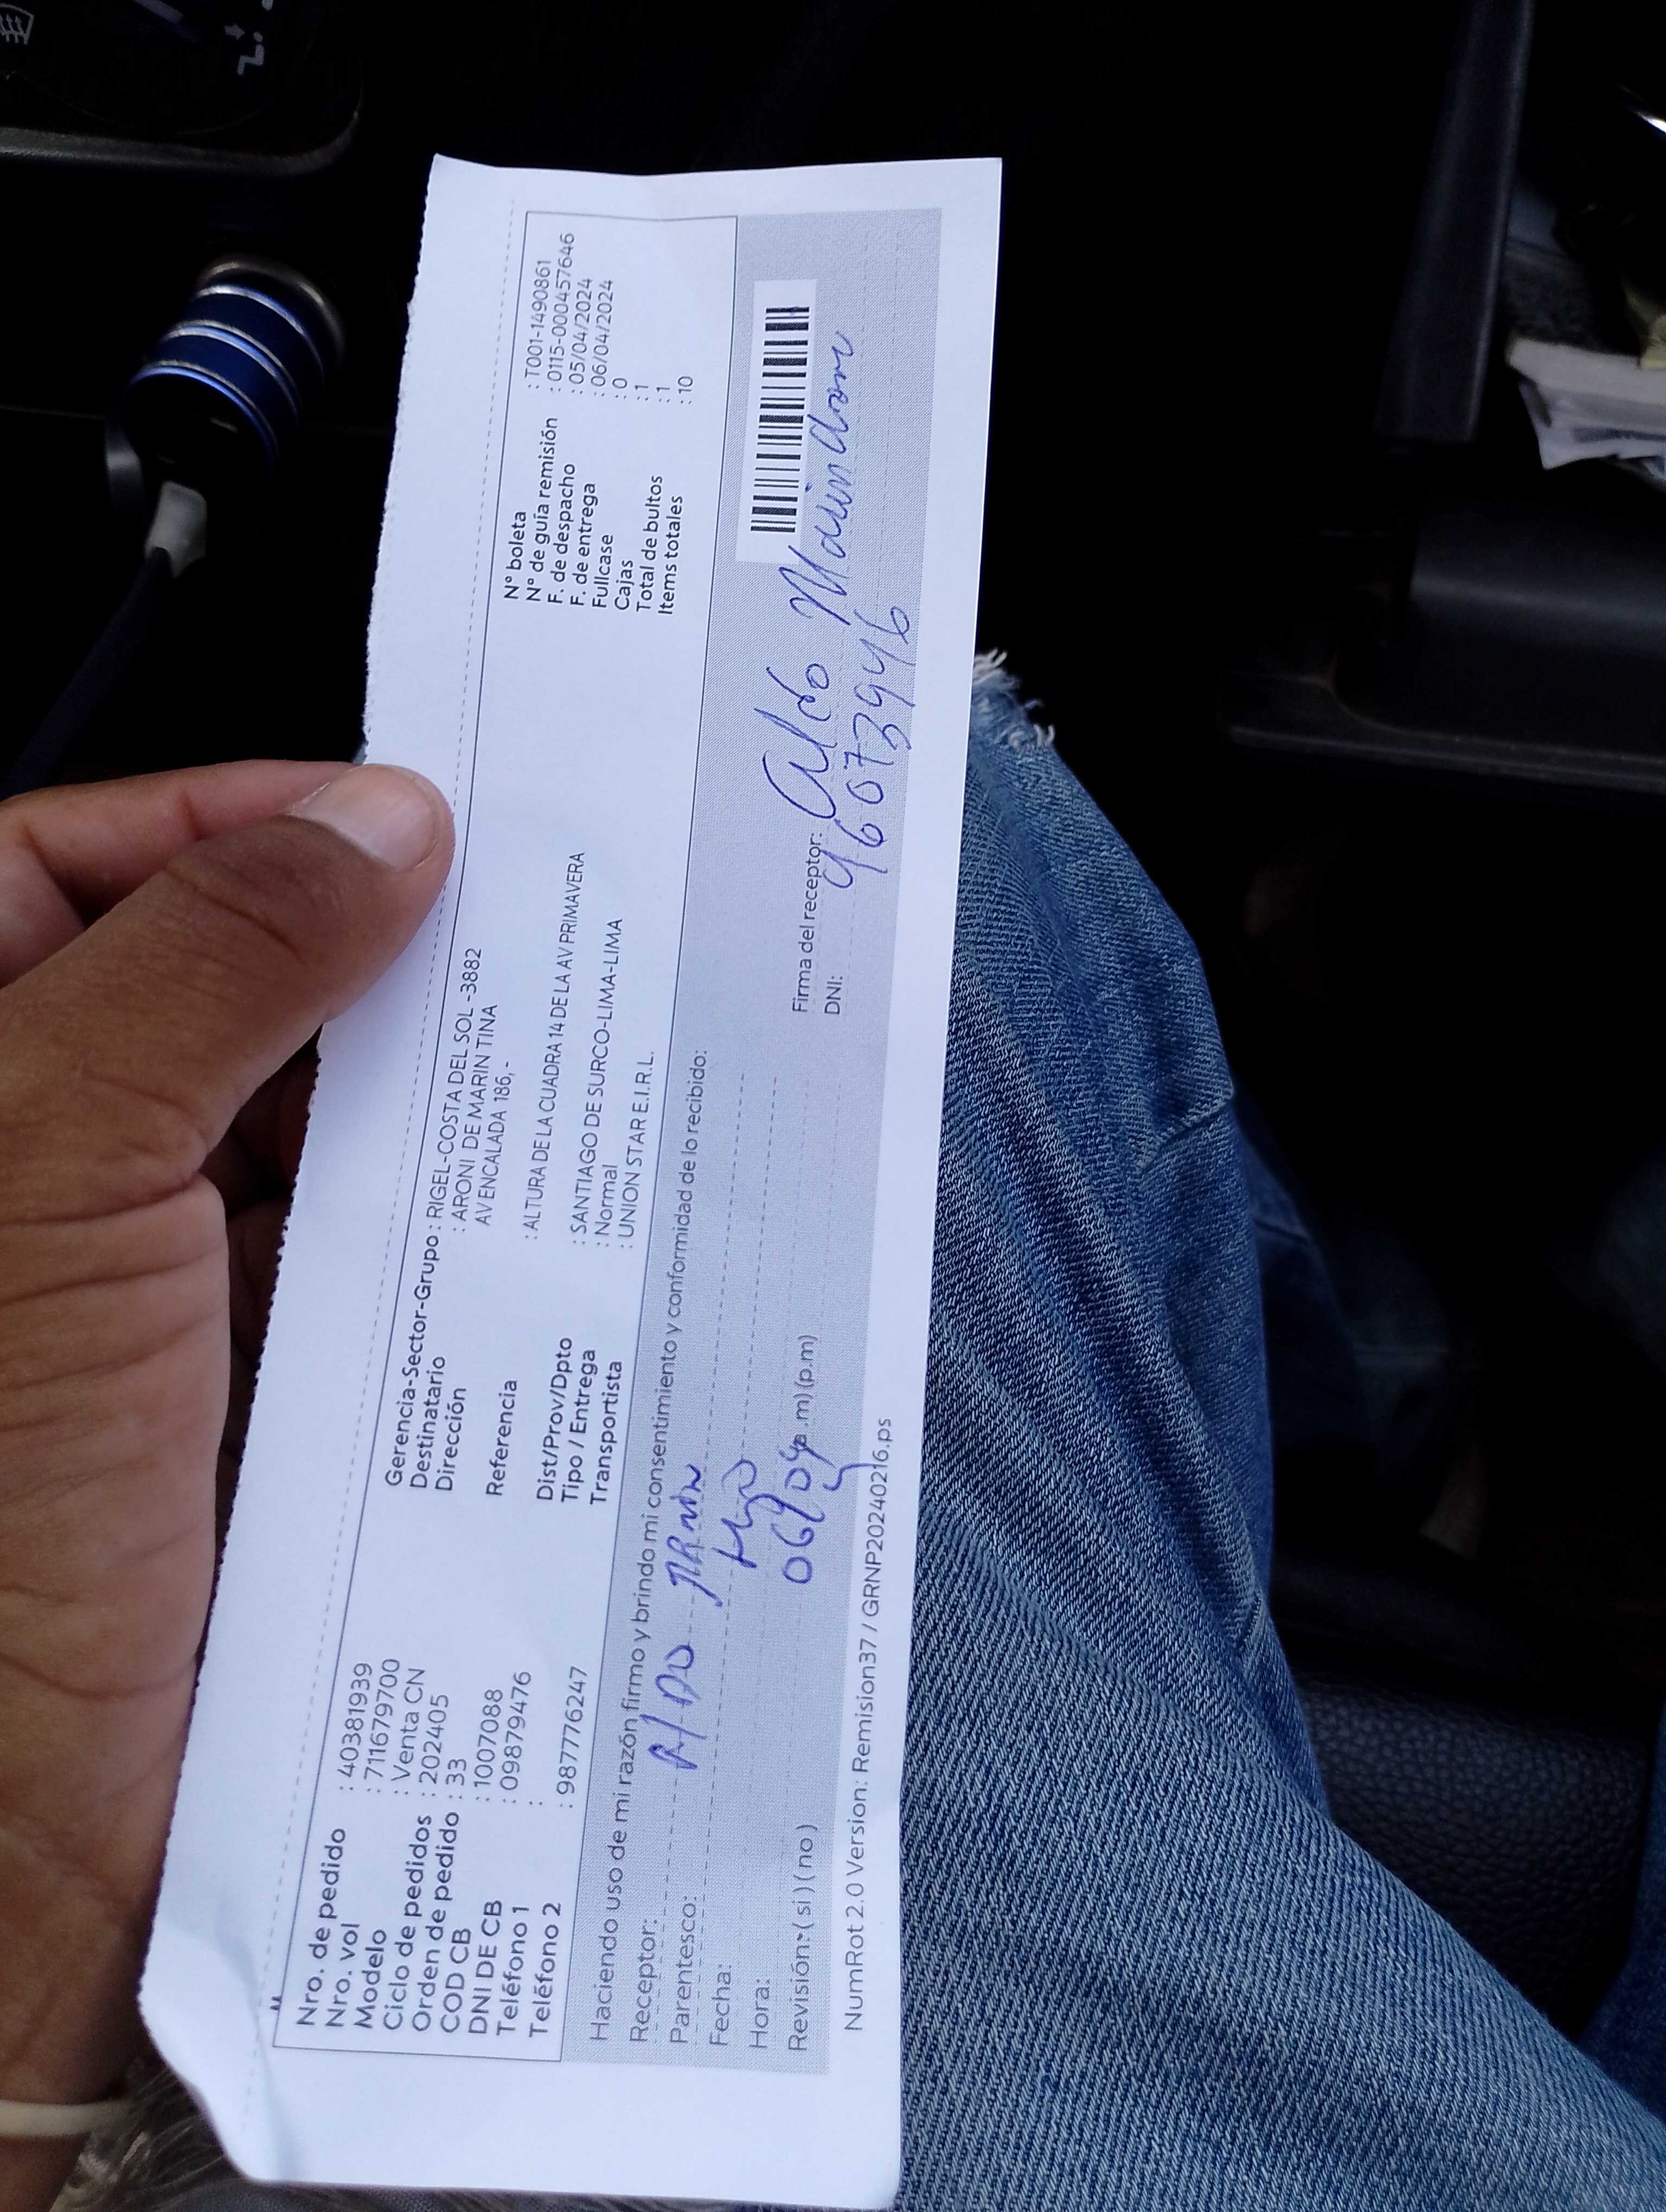 Nro. de pedido : 403819​39
Nro. vol : 711679700
Modelo : Venta CN
Ciclo de pedidos : 202405
Orden de pedido : 33
COD CB : 1007088
DNI DE CB : 09879476
Teléfono 1 :
Teléfono 2 : 987776247
Gerencia-Sector-Grupo : RIGEL-COSTA DEL SOL -3882
Destinatario : ARONI DE MARIN TINA
Dirección AV ENCALADA 186,-
Referencia : ALTURA DE LA CUADRA 14 DE LA AV PRIMAVERA
Dist/Prov/Dpto : SANTIAGO DE SURCO-LIMA-LIMA
Tipo / Entrega : Normal
Transportista : UNION STAR E.I.R.L.
N° boleta : T001-1490861
N° de guía remisión : 0115-000457646
F. de despacho : 05/04/2024
F. de entrega : 06/04/2024
Fullcase : 0
Cajas : 1
Total de bultos : 1
Items totales : 10
Haciendo uso de mi razón firmo y brindo mi consentimiento y conformidad de lo recibido:
Receptor:
Parentesco:
Fecha:
Hora: (a.m) (p.m)
Revisión: ( si ) ( no )
Firma del receptor: Aldo
DNI:
NumRot 2.0 Version: Remision37 / GRNP20240216.ps